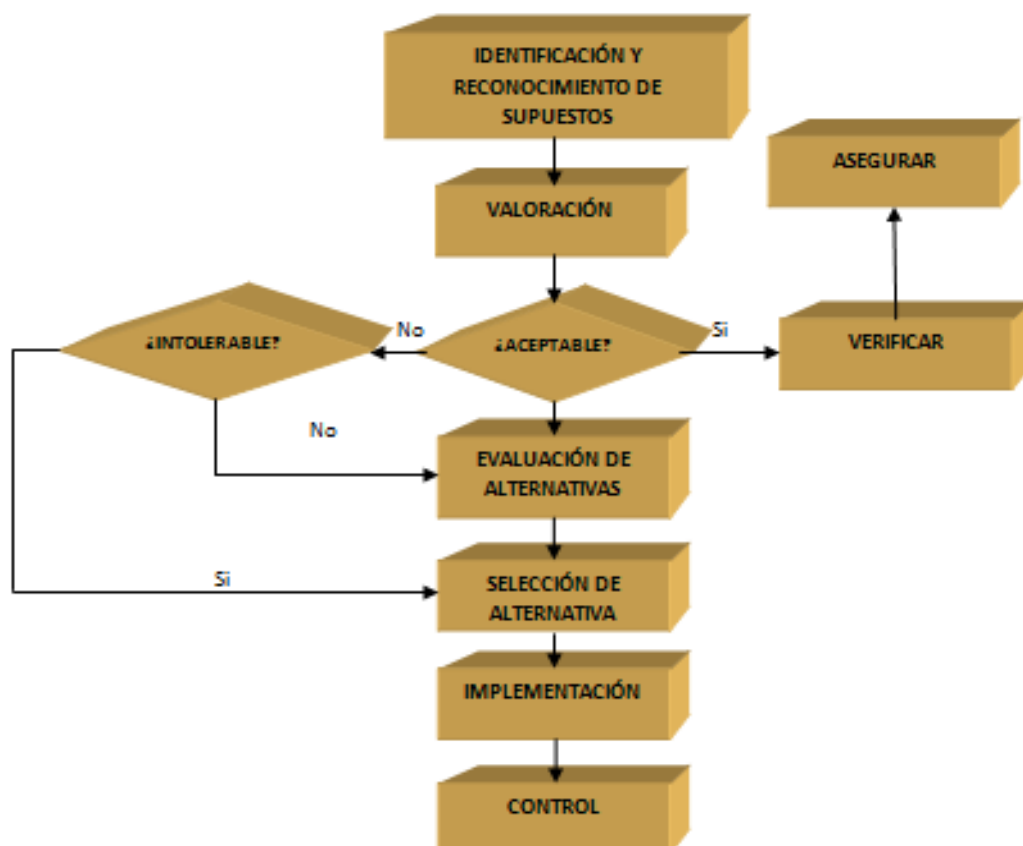 IDENTIFICACIÓN Y
RECONOCIMIENTO DE
SUPUESTOS
ASEGURAR
VALORACIÓN
¿INTOLERABLE?
No
¿ACEPTABLE?
Si
VERIFICAR
No
EVALUACIÓN DE
ALTERNATIVAS
Si
SELECCIÓN DE
ALTERNATIVA
IMPLEMENTACIÓN
CONTROL